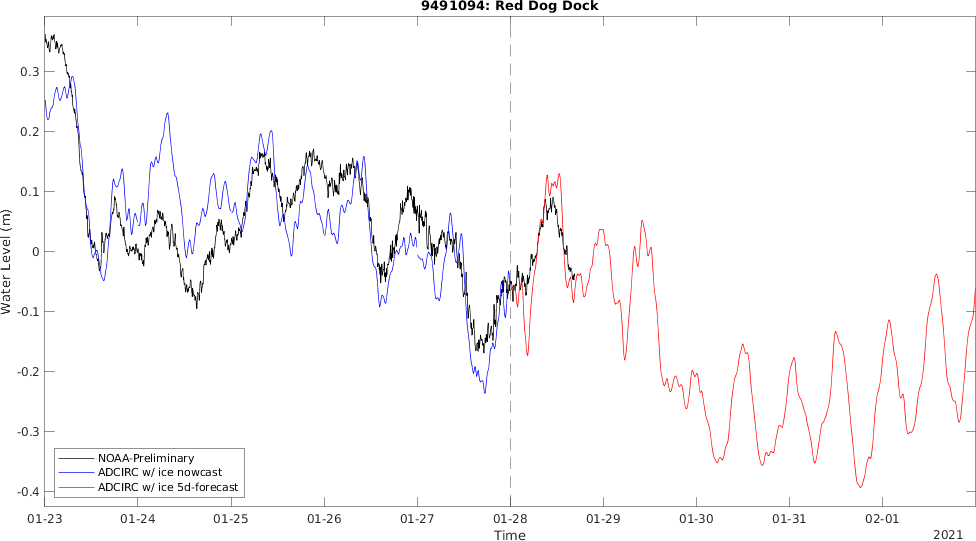 9491094: Red Dog Dock
Water Level (m)
0.3
0.2
0.1
0
-0.1
-0.2
-0.3
-0.4
NOAA-Preliminary
ADCIRC w/ ice nowcast
ADCIRC w/ ice 5d-forecast
01-23 01-24 01-25 01-26 01-27 01-28 01-29 01-30 01-31 02-01
Time
2021